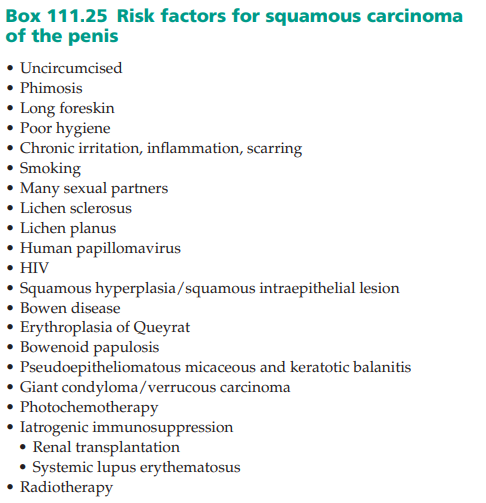 Box 111.25 Risk factors for squamous carcinoma
of the penis
• Uncircumcised
• Phimosis
• Long foreskin
• Poor hygiene
• Chronic irritation, inflammation, scarring
• Smoking
• Many sexual partners
• Lichen sclerosus
• Lichen planus
• Human papillomavirus
• HIV
• Squamous hyperplasia/squamous intraepithelial lesion
• Bowen disease
• Erythroplasia of Queyrat
• Bowenoid papulosis
• Pseudoepitheliomatous micaceous and keratotic balanitis
• Giant condyloma/verrucous carcinoma
• Photochemotherapy
• Iatrogenic immunosuppression
• Renal transplantation
• Systemic lupus erythematosus
• Radiotherapy